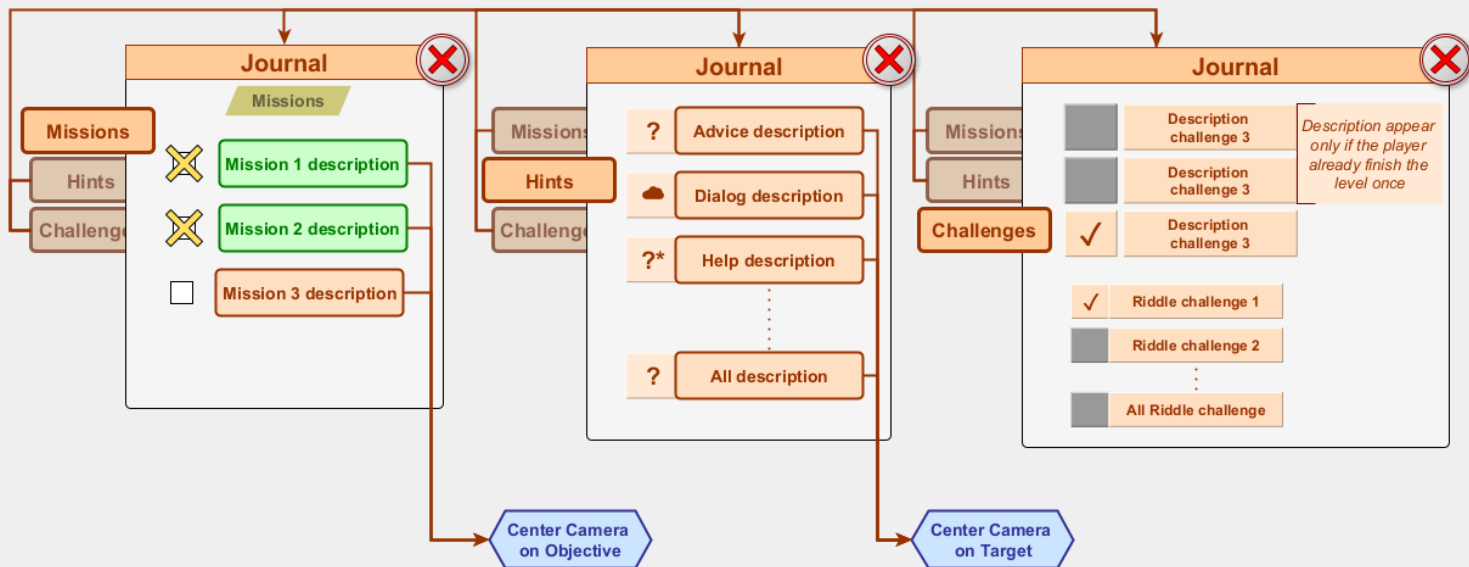 Journal
Missions
Missions
Hints
Challenge
Mission 1 description
Mission 2 description
Mission 3 description
Center Camera
on Objective
Journal
Missions
Hints
Challenge
? Advice description
Dialog description
?* Help description
? All description
Center Camera
on Target
Journal
Missions
Hints
Challenges
Description
challenge 3
Description
challenge 3
Description
challenge 3
Description appear
only if the player
already finish the
level once
Riddle challenge 1
Riddle challenge 2
All Riddle challenge